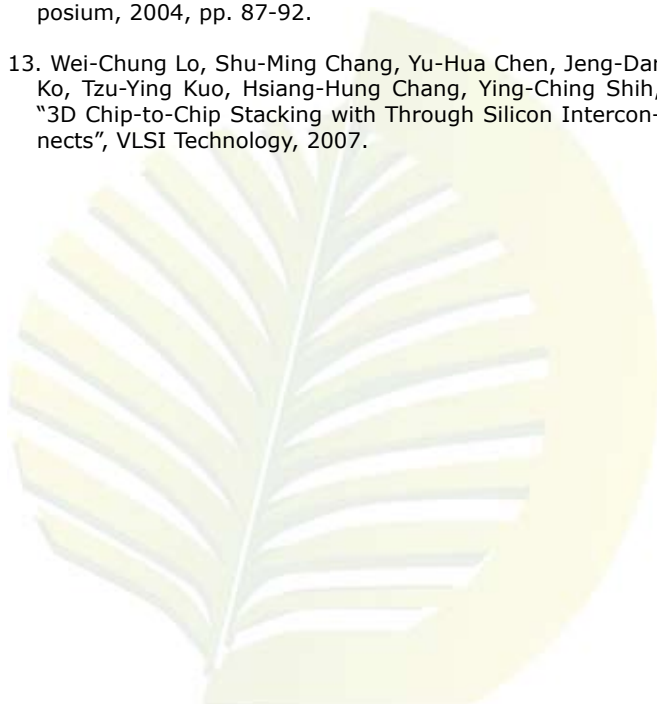 posium, 2004, pp. 87-92.
13. Wei-Chung Lo, Shu-Ming Chang, Yu-Hua Chen, Jeng-Dar
Ko, Tzu-Ying Kuo, Hsiang-Hung Chang, Ying-Ching Shih,
“3D Chip-to-Chip Stacking with Through Silicon Intercon-
nects”, VLSI Technology, 2007.